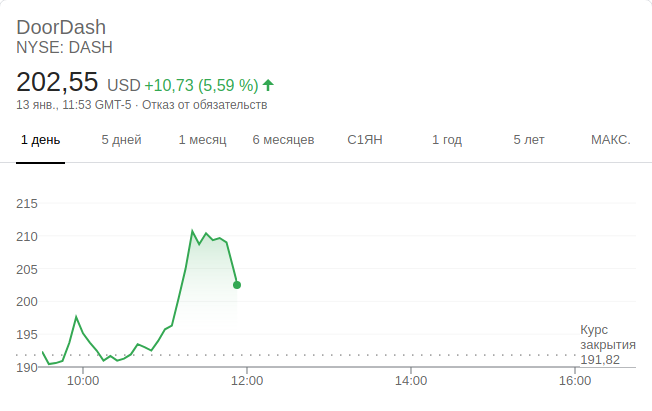 DoorDash
NYSE: DASH
202,55 USD +10,73 (5,59 %)
13 янв., 11:53 GMT-5 · Отказ от обязательств
1 день 5 дней 1 месяц 6 месяцев С1ЯН 1 год 5 лет МАКС.
215
210
205
200
195
190
Курс
закрытия
191,82
10:00 12:00 14:00 16:00